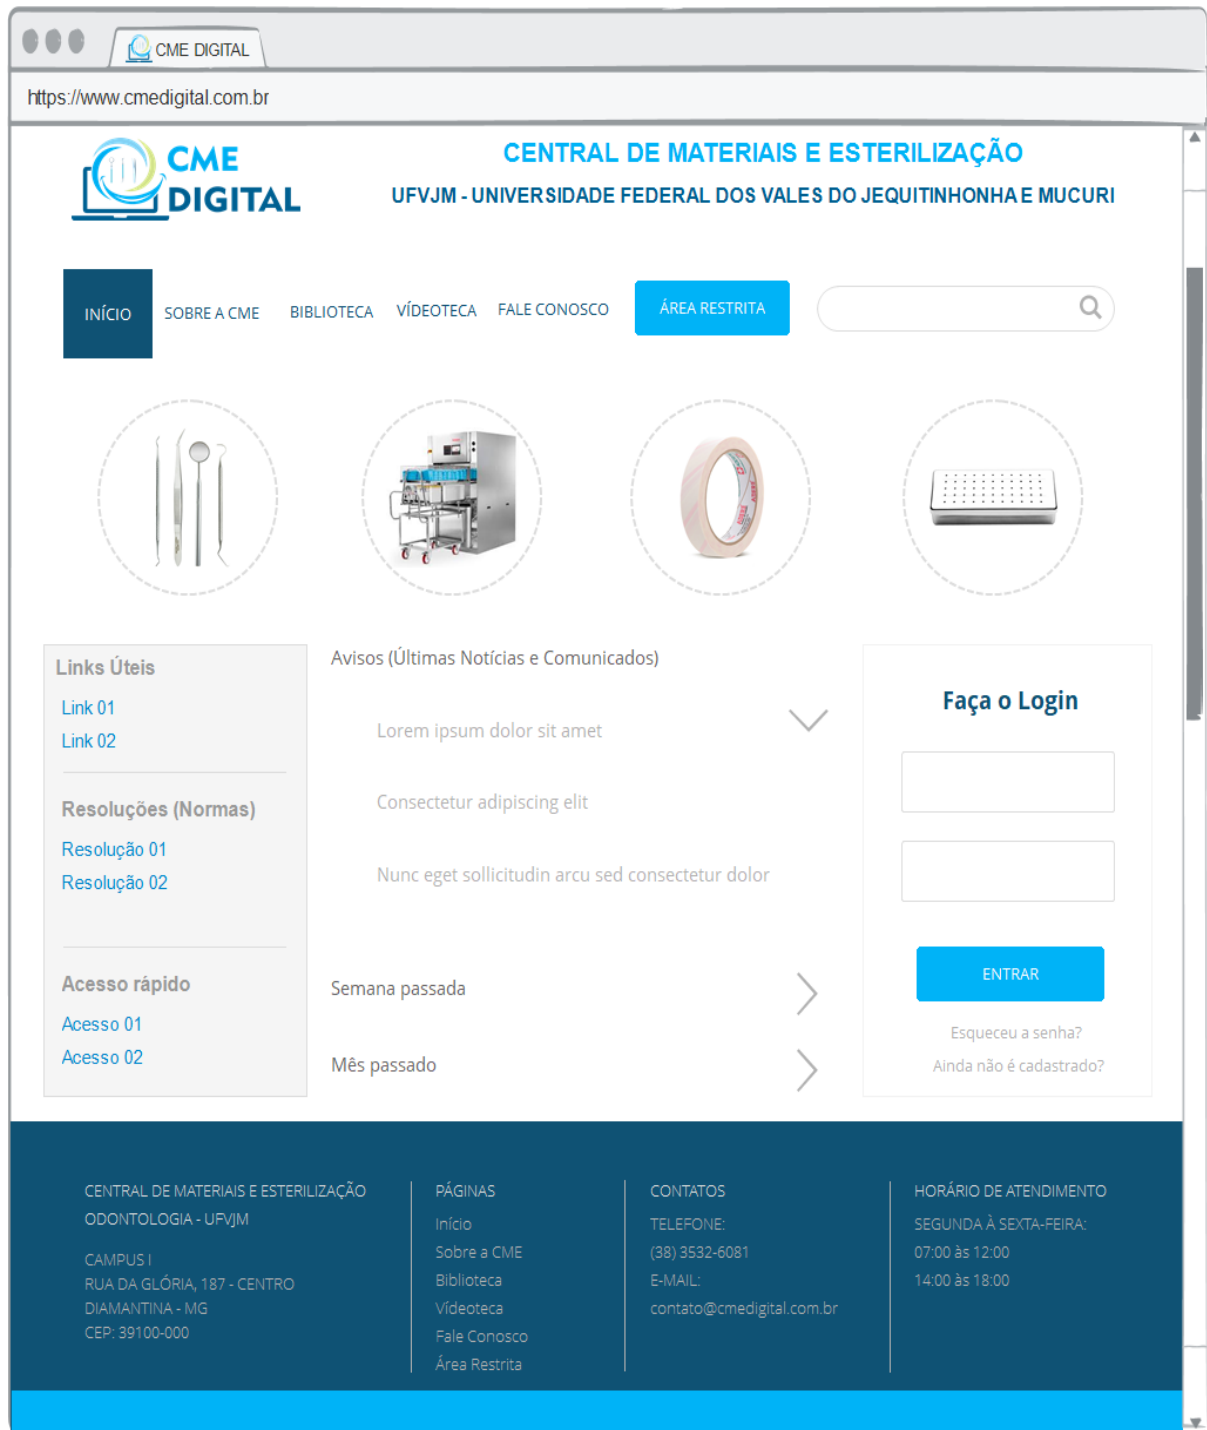 CME DIGITAL
https://www.cmedigital.com.br
CME
DIGITAL
CENTRAL DE MATERIAIS E ESTERILIZAÇÃO
UFVJM - UNIVERSIDADE FEDERAL DOS VALES DO JEQUITINHONHA E MUCURI
INÍCIO SOBRE A CME BIBLIOTECA VÍDEOTECA FALE CONOSCO ÁREA RESTRITA
Links Úteis
Link 01
Link 02
Resoluções (Normas)
Resolução 01
Resolução 02
Acesso rápido
Acesso 01
Acesso 02
Avisos (Últimas Notícias e Comunicados)
Lorem ipsum dolor sit amet
Consectetur adipiscing elit
Nunc eget sollicitudin arcu sed consectetur dolor
Semana passada
Mês passado
Faça o Login
ENTRAR
Esqueceu a senha?
Ainda não é cadastrado?
CENTRAL DE MATERIAIS E ESTERILIZAÇÃO
ODONTOLOGIA - UFVJM
CAMPUS I
RUA DA GLÓRIA, 187 - CENTRO
DIAMANTINA - MG
CEP: 39100-000
PÁGINAS
Início
Sobre a CME
Biblioteca
Vídeoteca
Fale Conosco
Área Restrita
CONTATOS
TELEFONE:
(38) 3532-6081
E-MAIL:
contato@cmedigital.com.br
HORÁRIO DE ATENDIMENTO
SEGUNDA À SEXTA-FEIRA:
07:00 às 12:00
14:00 às 18:00